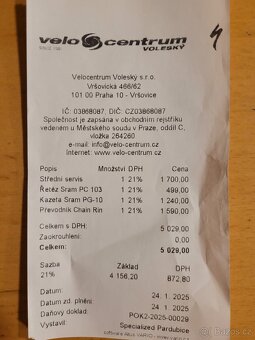 velo centrum
VOLESKÝ
Velocentrum Volesky s.r.o.
Vršovická 466/62
101 00 Praha 10 - Vršovice
IČ: 03868087, DIČ: CZ03868087
Společnost je zapsána v obchodním rejstříku
vedeném u Městského soudu v Praze, oddíl C,
vložka 264260
e-mail: info@velo-centrum.cz
Internet: www.velo-centrum.cz
Popis Množství DPH Cena
Střední servis 1 21% 1 700,00
Řetěz Sram PC 103 1 21% 499,00
Kazeta Sram PG-10 1 21% 1 240,00
Prevodník Chain Rin 1 21% 1 590,00
Celkem s DPH: 5 029,00
Zaokrouhlení: 0,00
Celkem: 5 029,00
Sazba Základ DPH
21% 4 156,20 872,80
Datum: 24. 1. 2025
Datum zd. plnění 24. 1. 2025
Daňový doklad: POK2-2025-00029
Vystavil: Specialized Pardubice